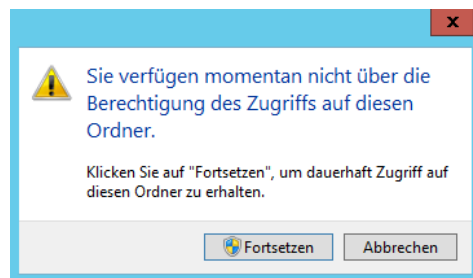 x
Sie verfügen momentan nicht über die
Berechtigung des Zugriffs auf diesen
Ordner.
Klicken Sie auf "Fortsetzen", um dauerhaft Zugriff auf
diesen Ordner zu erhalten.
Fortsetzen Abbrechen